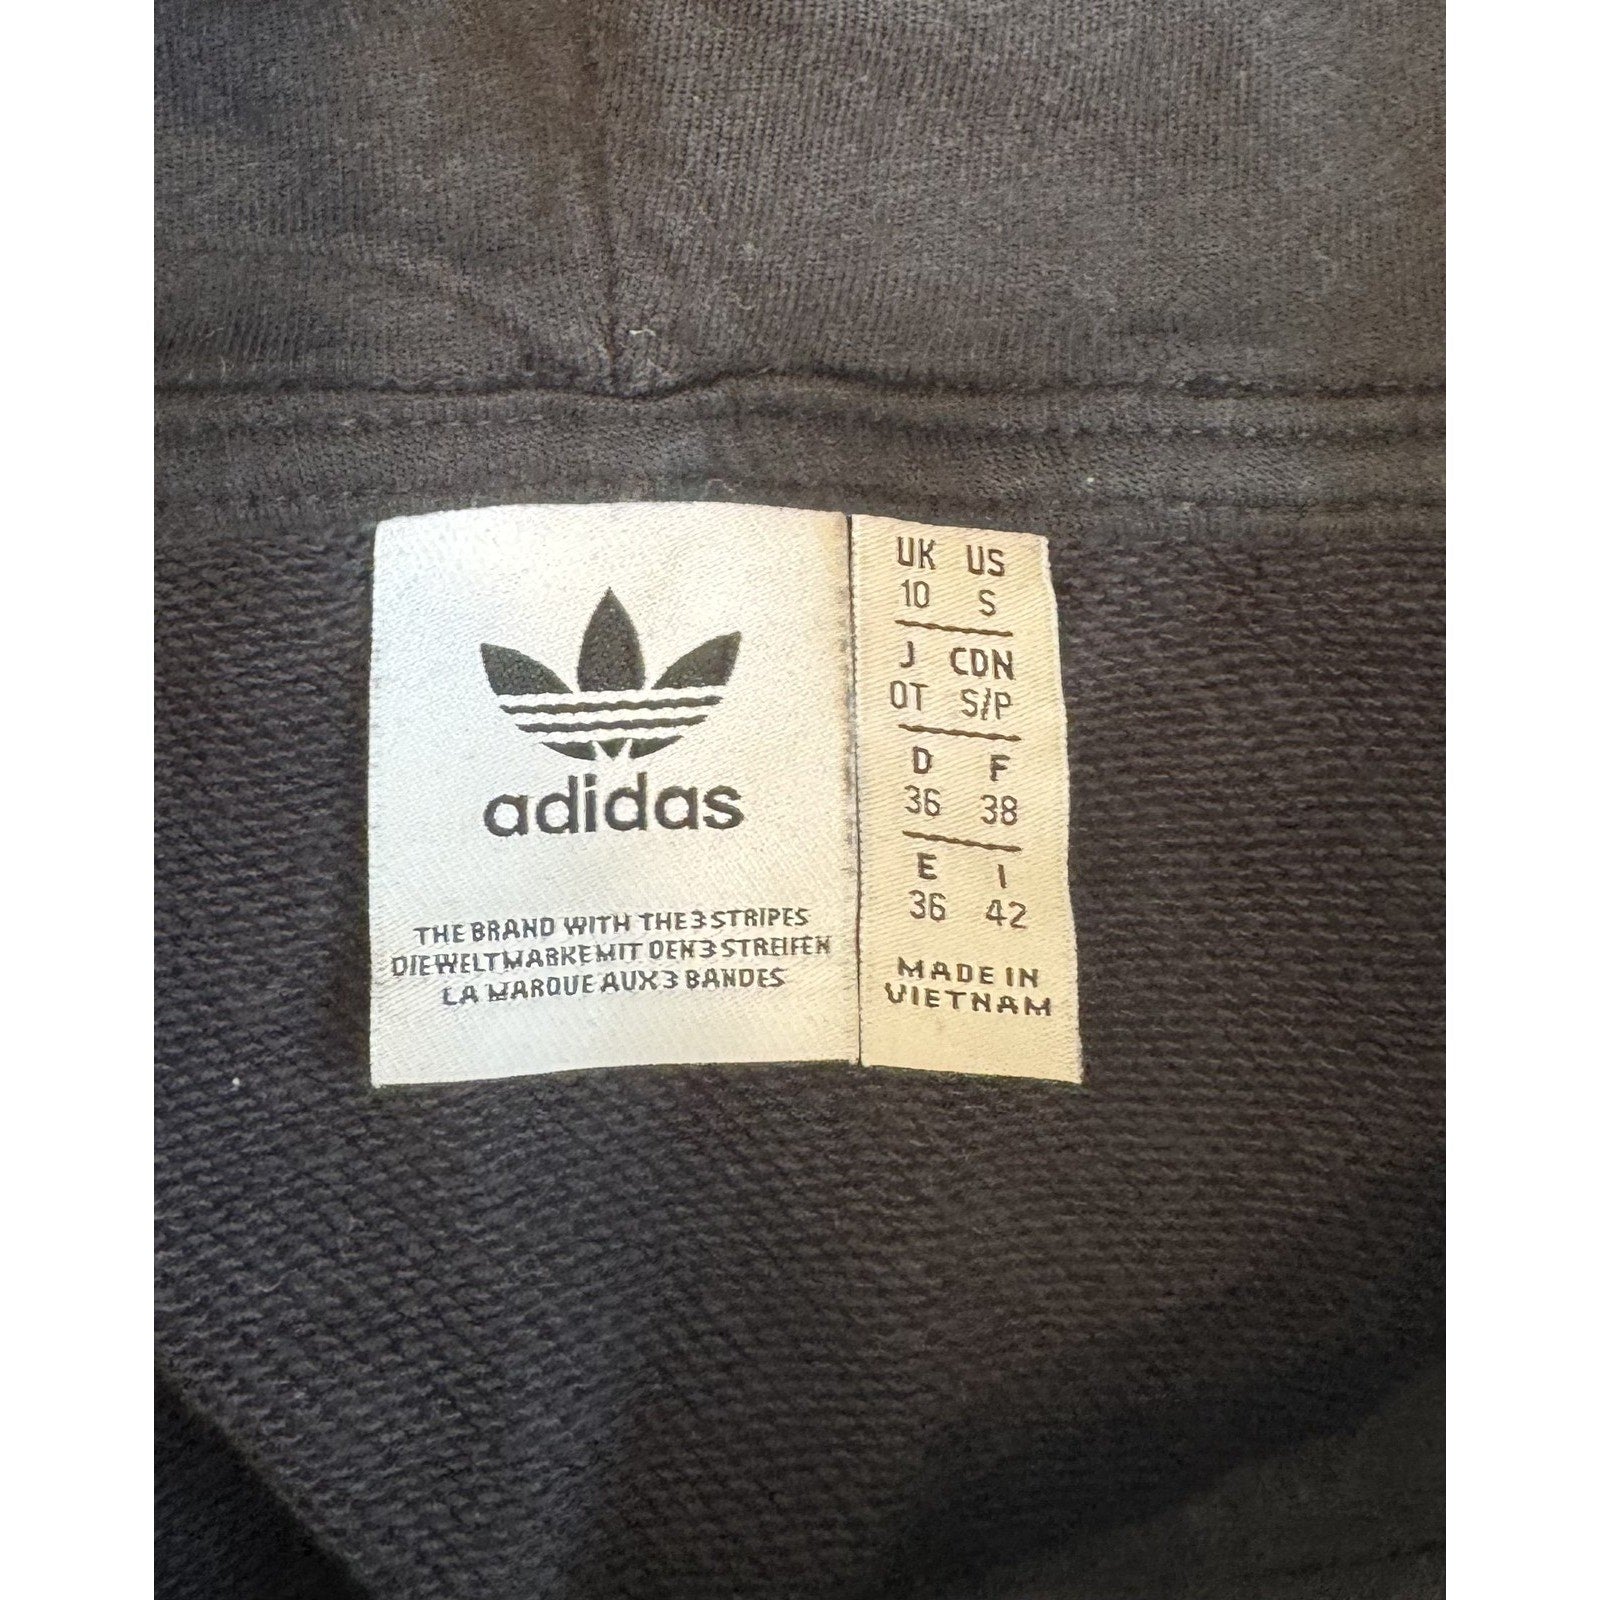 adidas
THE BRAND WITH THE 3 STRIPES
DIE WELTMARKE MIT DEN 3 STREIFEN
LA MARQUE AUX 3 BANDES
UK US
10 S
J CDN
OT S/P
D F
36 38
E I
36 42
MADE IN
VIETNAM